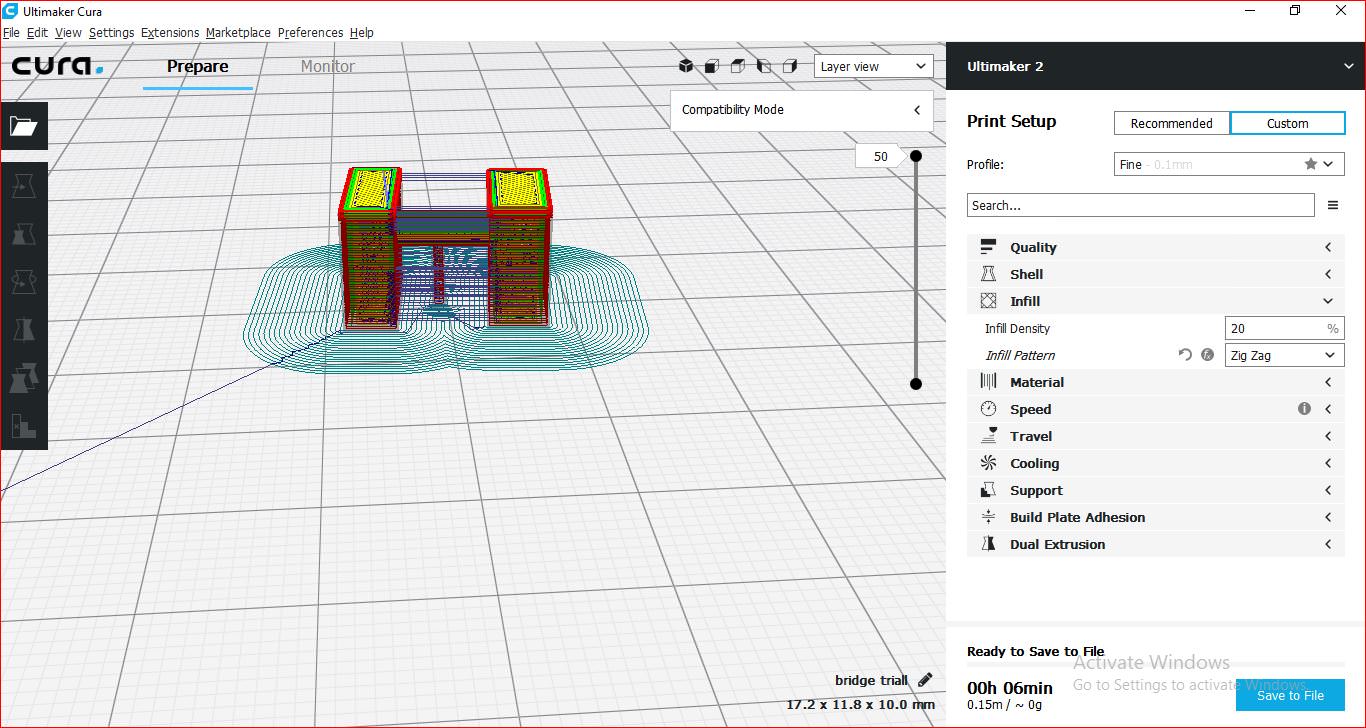 Ultimaker Cura
File Edit View Settings Extensions Marketplace Preferences Help
cura. Prepare Monitor Layer view
Compatibility Mode
50
bridge triall
17.2 x 11.8 x 10.0 mm
Ultimaker 2
Print Setup Recommended Custom
Profile: Fine - 0.1mm
Search...
Quality
Shell
Infill
Infill Density 20 %
Infill Pattern Zig Zag
Material
Speed
Travel
Cooling
Support
Build Plate Adhesion
Dual Extrusion
Ready to Save to File
Activate Windows
Go to Settings to activate Windows.
00h 06min
0.15m / ~ 0g
Save to File